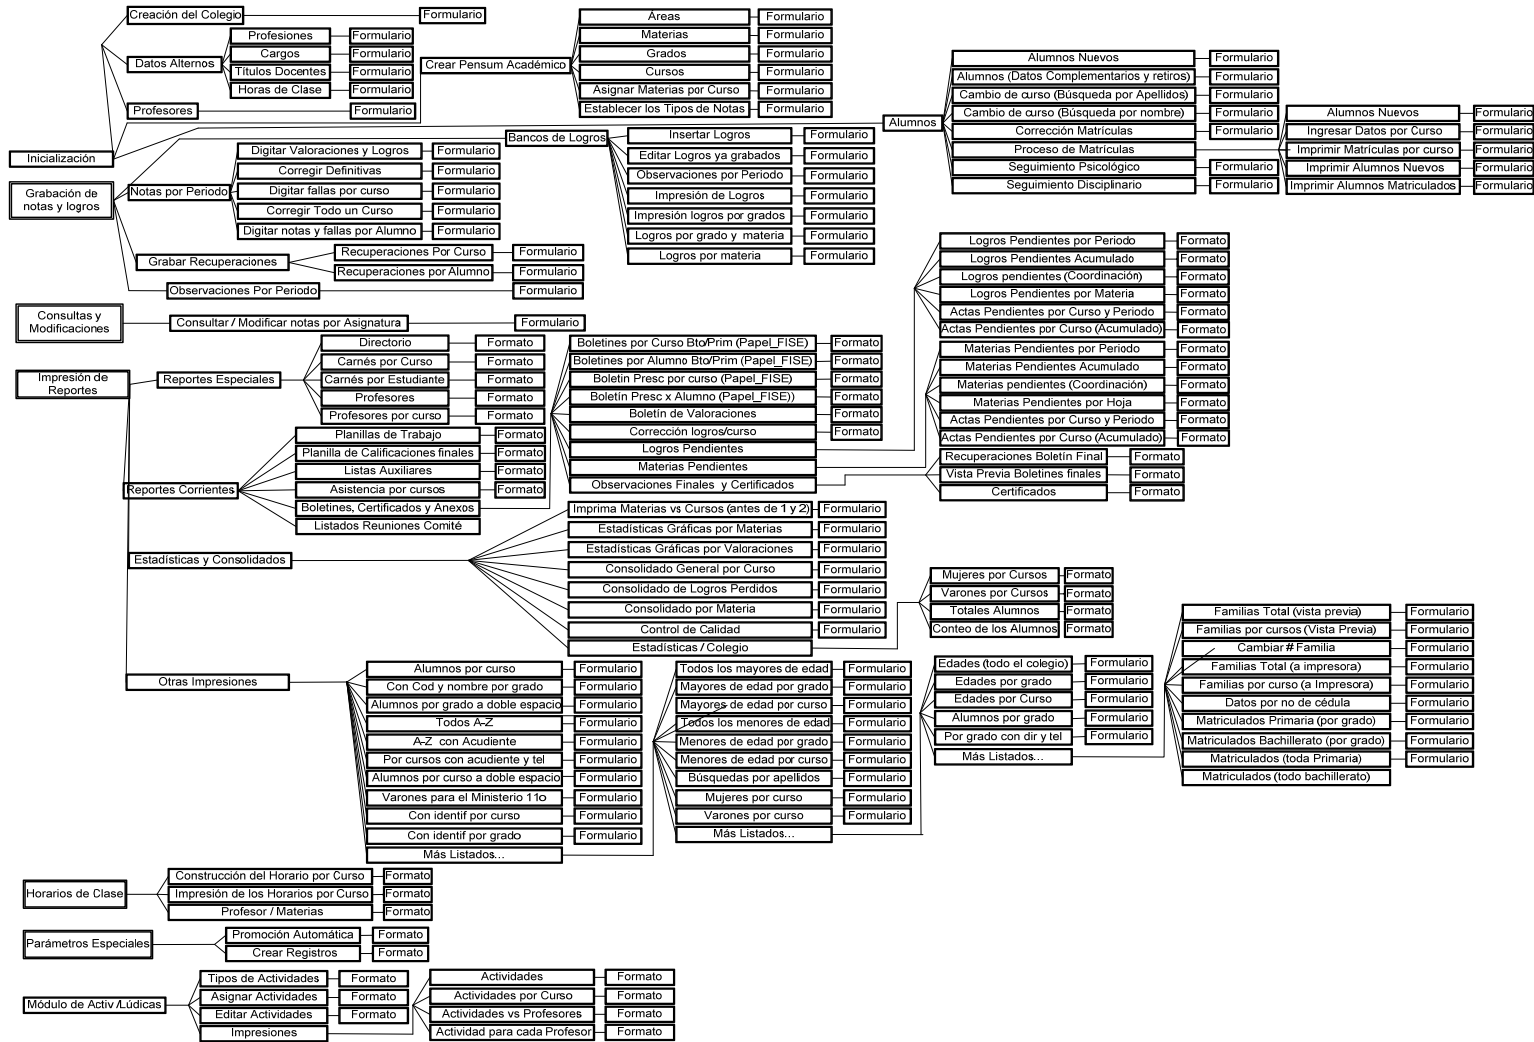 Inicialización
Creación del Colegio
Formulario
Datos Alternos
Profesiones
Formulario
Cargos
Formulario
Títulos Docentes
Formulario
Horas de Clase
Formulario
Profesores
Formulario
Crear Pensum Académico
Áreas
Formulario
Materias
Formulario
Grados
Formulario
Cursos
Formulario
Asignar Materias por Curso
Formulario
Establecer los Tipos de Notas
Formulario
Alumnos
Alumnos Nuevos
Formulario
Alumnos (Datos Complementarios y retiros)
Formulario
Cambio de curso (Búsqueda por Apellidos)
Formulario
Cambio de curso (Búsqueda por nombre)
Formulario
Corrección Matrículas
Formulario
Proceso de Matrículas
Alumnos Nuevos
Formulario
Ingresar Datos por Curso
Formulario
Imprimir Matrículas por curso
Formulario
Imprimir Alumnos Nuevos
Formulario
Imprimir Alumnos Matriculados
Formulario
Seguimiento Psicológico
Formulario
Seguimiento Disciplinario
Formulario
Grabación de
notas y logros
Bancos de Logros
Insertar Logros
Formulario
Editar Logros ya grabados
Formulario
Observaciones por Periodo
Formulario
Impresión de Logros
Formulario
Impresión logros por grados
Formulario
Logros por grado y materia
Formulario
Logros por materia
Formulario
Notas por Periodo
Digitar Valoraciones y Logros
Formulario
Corregir Definitivas
Formulario
Digitar fallas por curso
Formulario
Corregir Todo un Curso
Formulario
Digitar notas y fallas por Alumno
Formulario
Grabar Recuperaciones
Recuperaciones Por Curso
Formulario
Recuperaciones por Alumno
Formulario
Observaciones Por Periodo
Formulario
Consultas y
Modificaciones
Consultar / Modificar notas por Asignatura
Formulario
Impresión de
Reportes
Reportes Especiales
Directorio
Formato
Carnés por Curso
Formato
Carnés por Estudiante
Formato
Profesores
Formato
Profesores por curso
Formato
Reportes Corrientes
Planillas de Trabajo
Formato
Planilla de Calificaciones finales
Formato
Listas Auxiliares
Formato
Asistencia por cursos
Formato
Boletines, Certificados y Anexos
Listados Reuniones Comité
Boletines por Curso Bto/Prim (Papel_FISE)
Formato
Boletines por Alumno Bto/Prim (Papel_FISE)
Formato
Boletin Presc por curso (Papel_FISE)
Formato
Boletín Presc x Alumno (Papel_FISE))
Formato
Boletín de Valoraciones
Formato
Corrección logros/curso
Formato
Logros Pendientes
Materias Pendientes
Observaciones Finales y Certificados
Logros Pendientes por Periodo
Formato
Logros Pendientes Acumulado
Formato
Logros pendientes (Coordinación)
Formato
Logros Pendientes por Materia
Formato
Actas Pendientes por Curso y Periodo
Formato
Actas Pendientes por Curso (Acumulado)
Formato
Materias Pendientes por Periodo
Formato
Materias Pendientes Acumulado
Formato
Materias pendientes (Coordinación)
Formato
Materias Pendientes por Hoja
Formato
Actas Pendientes por Curso y Periodo
Formato
Actas Pendientes por Curso (Acumulado)
Formato
Recuperaciones Boletín Final
Formato
Vista Previa Boletines finales
Formato
Certificados
Formato
Estadísticas y Consolidados
Imprima Materias vs Cursos (antes de 1 y 2)
Formulario
Estadísticas Gráficas por Materias
Formulario
Estadísticas Gráficas por Valoraciones
Formulario
Consolidado General por Curso
Formulario
Consolidado de Logros Perdidos
Formulario
Consolidado por Materia
Formulario
Control de Calidad
Formulario
Estadísticas / Colegio
Mujeres por Cursos
Formato
Varones por Cursos
Formato
Totales Alumnos
Formato
Conteo de los Alumnos
Formato
Otras Impresiones
Alumnos por curso
Formulario
Con Cod y nombre por grado
Formulario
Alumnos por grado a doble espacio
Formulario
Todos A-Z
Formulario
A-Z con Acudiente
Formulario
Por cursos con acudiente y tel
Formulario
Alumnos por curso a doble espacio
Formulario
Varones para el Ministerio 11o
Formulario
Con identif por curso
Formulario
Con identif por grado
Formulario
Más Listados...
Todos los mayores de edad
Formulario
Mayores de edad por grado
Formulario
Mayores de edad por curso
Formulario
Todos los menores de edad
Formulario
Menores de edad por grado
Formulario
Menores de edad por curso
Formulario
Búsquedas por apellidos
Formulario
Mujeres por curso
Formulario
Varones por curso
Formulario
Más Listados...
Edades (todo el colegio)
Formulario
Edades por grado
Formulario
Edades por Curso
Formulario
Alumnos por grado
Formulario
Por grado con dir y tel
Formulario
Más Listados...
Familias Total (vista previa)
Formulario
Familias por cursos (Vista Previa)
Formulario
Cambiar # Familia
Formulario
Familias Total (a impresora)
Formulario
Familias por curso (a Impresora)
Formulario
Datos por no de cédula
Formulario
Matriculados Primaria (por grado)
Formulario
Matriculados Bachillerato (por grado)
Formulario
Matriculados (toda Primaria)
Formulario
Matriculados (todo bachillerato)
Horarios de Clase
Construcción del Horario por Curso
Formato
Impresión de los Horarios por Curso
Formato
Profesor / Materias
Formato
Parámetros Especiales
Promoción Automática
Formato
Crear Registros
Formato
Módulo de Activ /Lúdicas
Tipos de Actividades
Formato
Asignar Actividades
Formato
Editar Actividades
Formato
Impresiones
Actividades
Formato
Actividades por Curso
Formato
Actividades vs Profesores
Formato
Actividad para cada Profesor
Formato